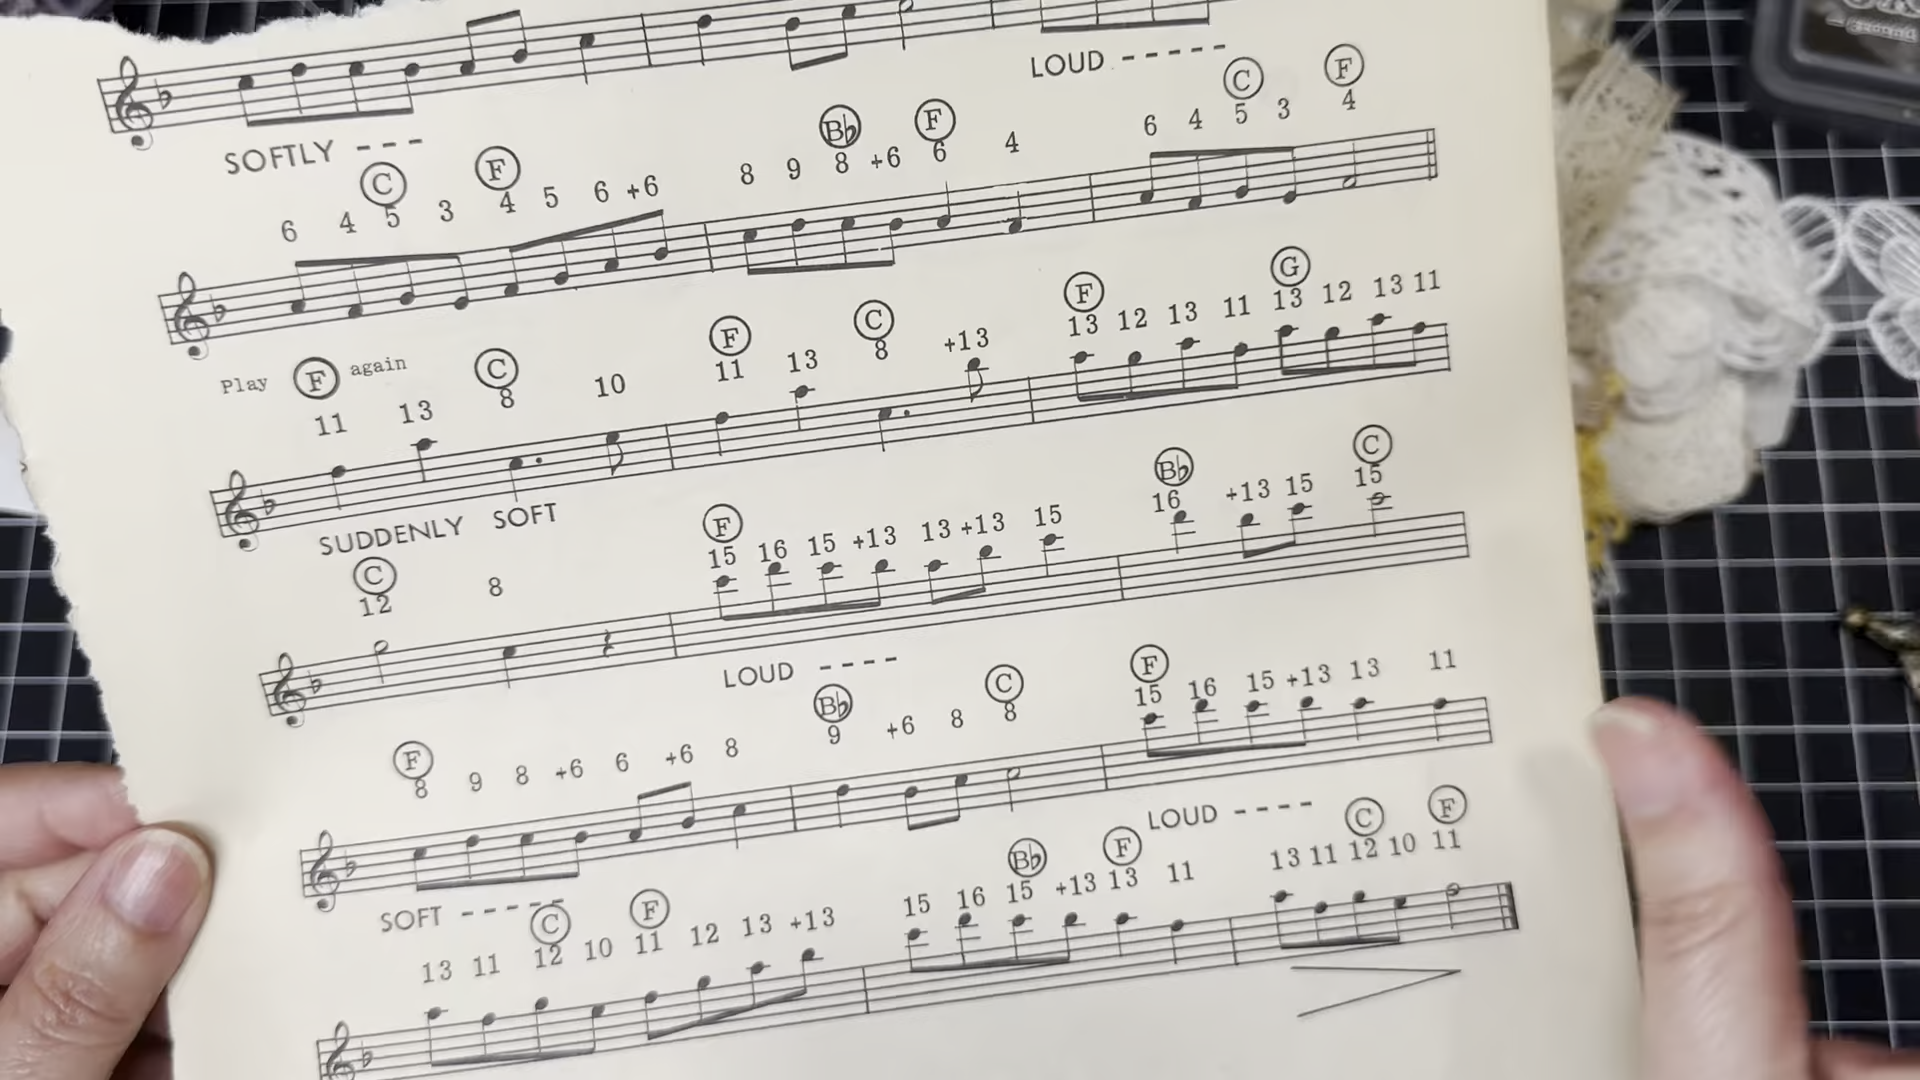 LOUD -----
SOFTLY ---
C F B♭ F C F
6 4 5 3 4 5 6 +6 8 9 8 +6 6 4 6 4 5 3 4
Play F again C F C F G
11 13 8 10 11 13 8 +13 13 12 13 11 13 12 13 11
SUDDENLY SOFT
C F B♭ C
12 8 15 16 15 +13 13 +13 15 16 +13 15 15
LOUD ----
F B♭ C F
8 9 8 +6 6 +6 8 9 +6 8 8 15 16 15 +13 13 11
SOFT -----
LOUD ----
C F B♭ F C F
13 11 12 10 11 12 13 +13 15 16 15 +13 13 11 13 11 12 10 11